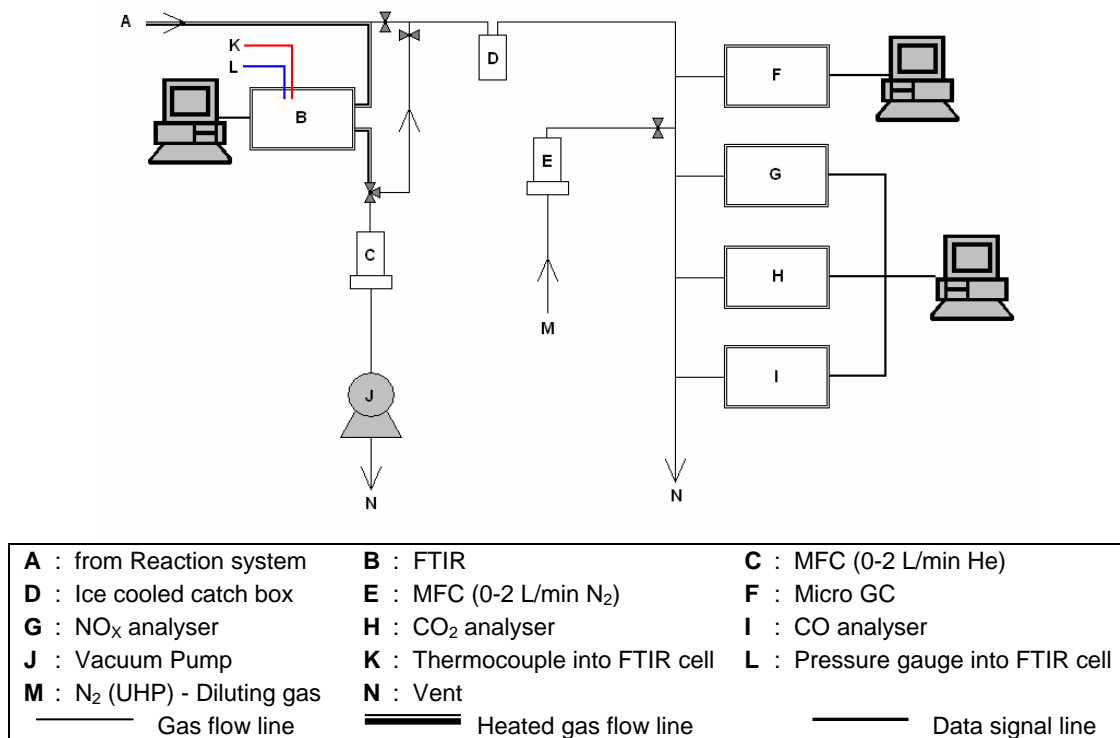 A
K
L
B
D
F
E
G
C
H
M
J
I
N
N
A : from Reaction system B : FTIR C : MFC (0-2 L/min He)
D : Ice cooled catch box E : MFC (0-2 L/min N₂) F : Micro GC
G : NOX analyser H : CO₂ analyser I : CO analyser
J : Vacuum Pump K : Thermocouple into FTIR cell L : Pressure gauge into FTIR cell
M : N₂ (UHP) - Diluting gas N : Vent
Gas flow line Heated gas flow line Data signal line